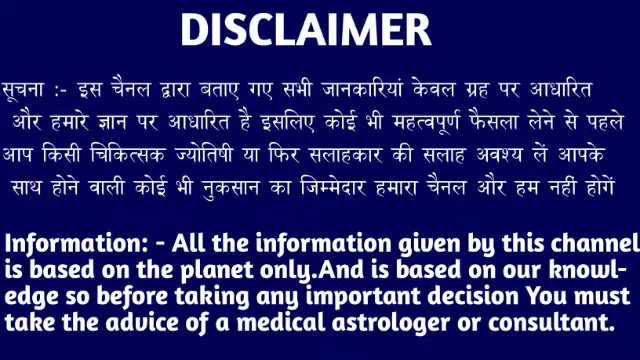 DISCLAIMER
सूचना :- इस चैनल द्वारा बताए गए सभी जानकारियां केवल ग्रह पर आधारित
और हमारे ज्ञान पर आधारित है इसलिए कोई भी महत्वपूर्ण फैसला लेने से पहले
आप किसी चिकित्सक ज्योतिषी या फिर सलाहकार की सलाह अवश्य लें आपके
साथ होने वाली कोई भी नुकसान का जिम्मेदार हमारा चैनल और हम नहीं होगें
Information: - All the information given by this channel
is based on the planet only.And is based on our knowl-
edge so before taking any important decision You must
take the advice of a medical astrologer or consultant.